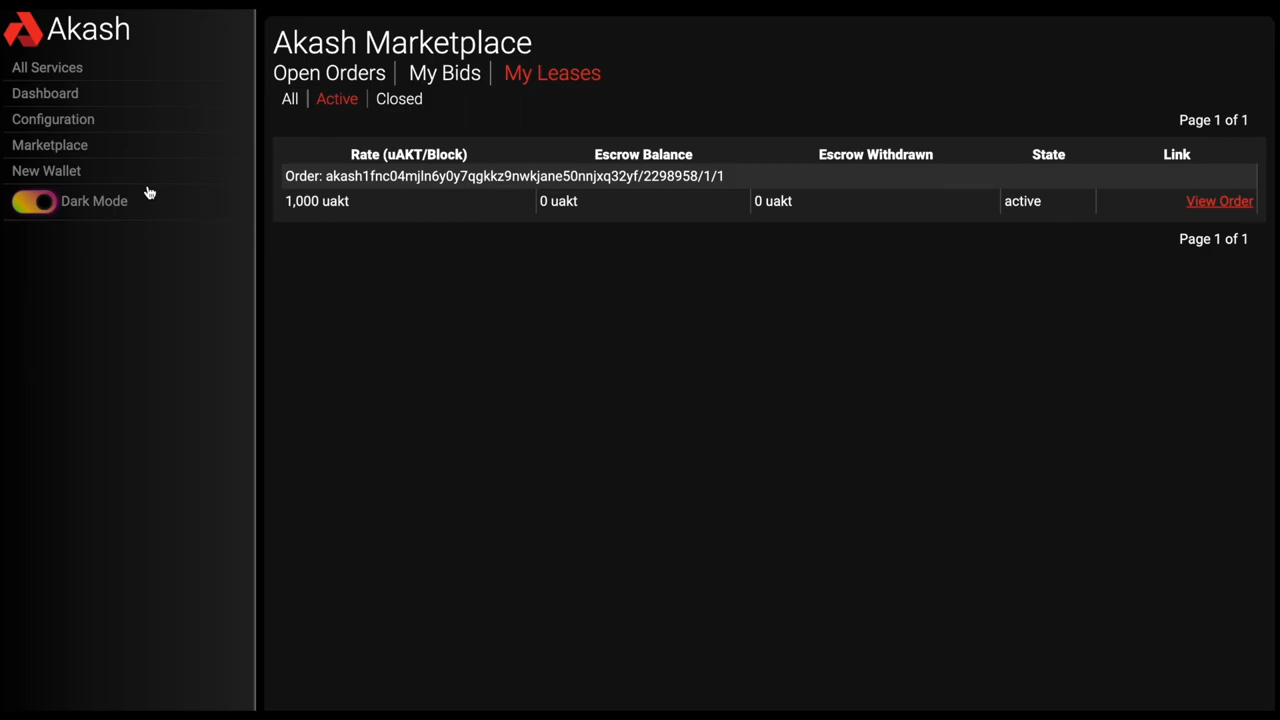 Akash
All Services
Dashboard
Configuration
Marketplace
New Wallet
Dark Mode
Akash Marketplace
Open Orders My Bids My Leases
All Active Closed
Page 1 of 1
Rate (uAKT/Block) Escrow Balance Escrow Withdrawn State Link
Order: akash1fnc04mjln6y0y7qgkkz9nwkjane50nnjxq32yf/2298958/1/1
1,000 uakt 0 uakt 0 uakt active View Order
Page 1 of 1